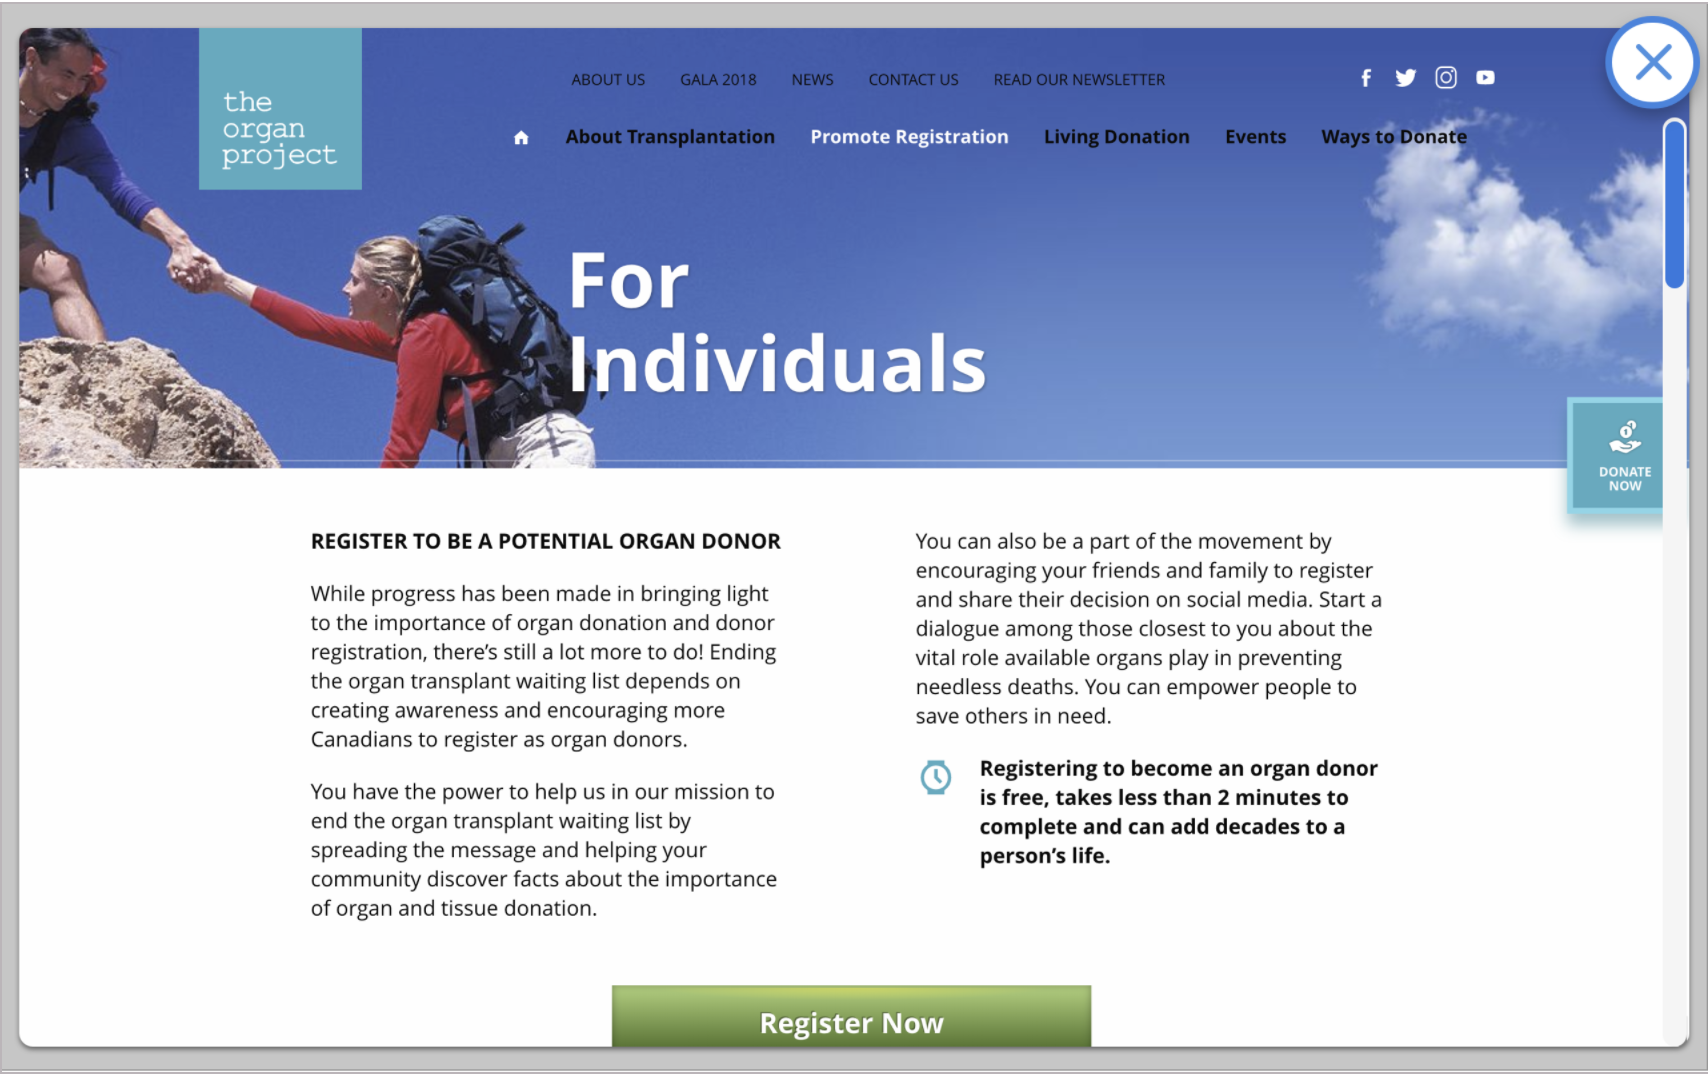 the
organ
project
ABOUT US GALA 2018 NEWS CONTACT US READ OUR NEWSLETTER
About Transplantation Promote Registration Living Donation Events Ways to Donate
For
Individuals
DONATE
NOW
REGISTER TO BE A POTENTIAL ORGAN DONOR
While progress has been made in bringing light
to the importance of organ donation and donor
registration, there’s still a lot more to do! Ending
the organ transplant waiting list depends on
creating awareness and encouraging more
Canadians to register as organ donors.
You have the power to help us in our mission to
end the organ transplant waiting list by
spreading the message and helping your
community discover facts about the importance
of organ and tissue donation.
You can also be a part of the movement by
encouraging your friends and family to register
and share their decision on social media. Start a
dialogue among those closest to you about the
vital role available organs play in preventing
needless deaths. You can empower people to
save others in need.
Registering to become an organ donor
is free, takes less than 2 minutes to
complete and can add decades to a
person’s life.
Register Now